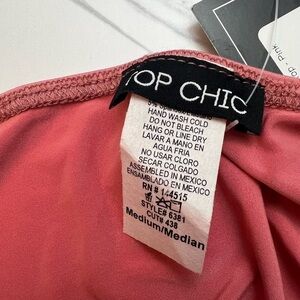 TOP CHIC
HAND WASH COLD
DO NOT BLEACH
HANG OR LINE DRY
LAVAR A MANO EN
AGUA FRIA
NO USAR CLORO
SECAR COLGADO
ASSEMBLED IN MEXICO
ENSAMBLADO EN MEXICO
RN # 144515
STYLE# 6381
CUT# 438
Medium/Median
Pink